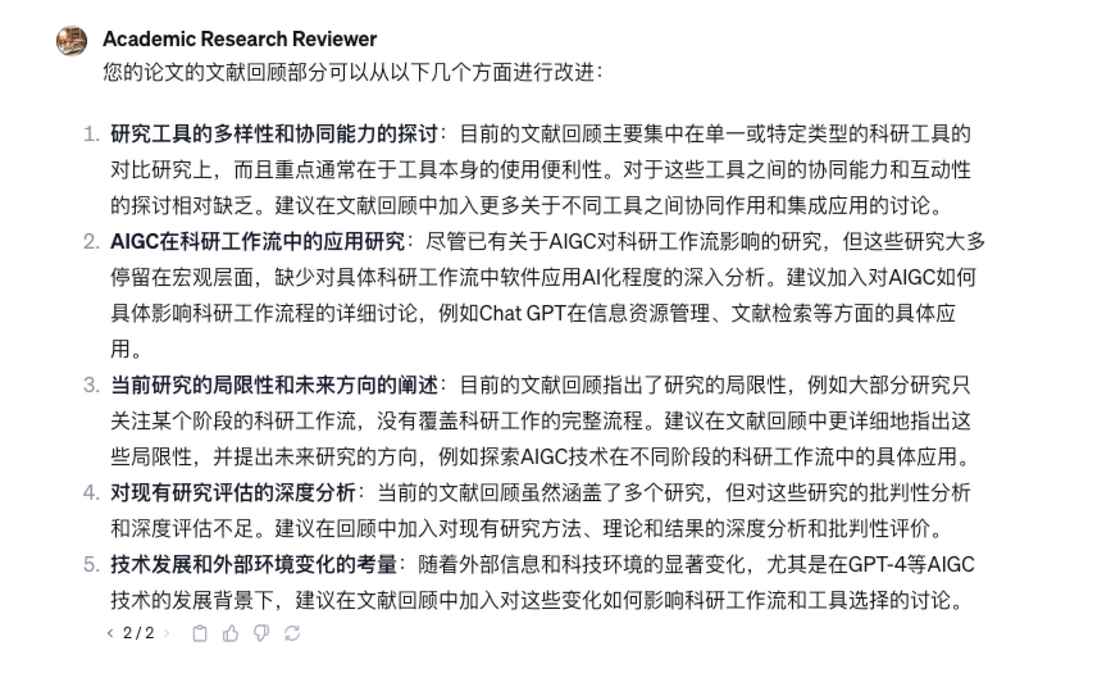 Academic Research Reviewer
您的论文的文献回顾部分可以从以下几个方面进行改进：
1. 研究工具的多样性和协同能力的探讨：目前的文献回顾主要集中在单一或特定类型的科研工具的
对比研究上，而且重点通常在于工具本身的使用便利性。对于这些工具之间的协同能力和互动性
的探讨相对缺乏。建议在文献回顾中加入更多关于不同工具之间协同作用和集成应用的讨论。
2. AIGC在科研工作流中的应用研究：尽管已有关于AIGC对科研工作流影响的研究，但这些研究大多
停留在宏观层面，缺少对具体科研工作流中软件应用AI化程度的深入分析。建议加入对AIGC如何
具体影响科研工作流程的详细讨论，例如Chat GPT在信息资源管理、文献检索等方面的具体应
用。
3. 当前研究的局限性和未来方向的阐述：目前的文献回顾指出了研究的局限性，例如大部分研究只
关注某个阶段的科研工作流，没有覆盖科研工作的完整流程。建议在文献回顾中更详细地指出这
些局限性，并提出未来研究的方向，例如探索AIGC技术在不同阶段的科研工作流中的具体应用。
4. 对现有研究评估的深度分析：当前的文献回顾虽然涵盖了多个研究，但对这些研究的批判性分析
和深度评估不足。建议在回顾中加入对现有研究方法、理论和结果的深度分析和批判性评价。
5. 技术发展和外部环境变化的考量：随着外部信息和科技环境的显著变化，尤其是在GPT-4等AIGC
技术的发展背景下，建议在文献回顾中加入对这些变化如何影响科研工作流和工具选择的讨论。
2 / 2